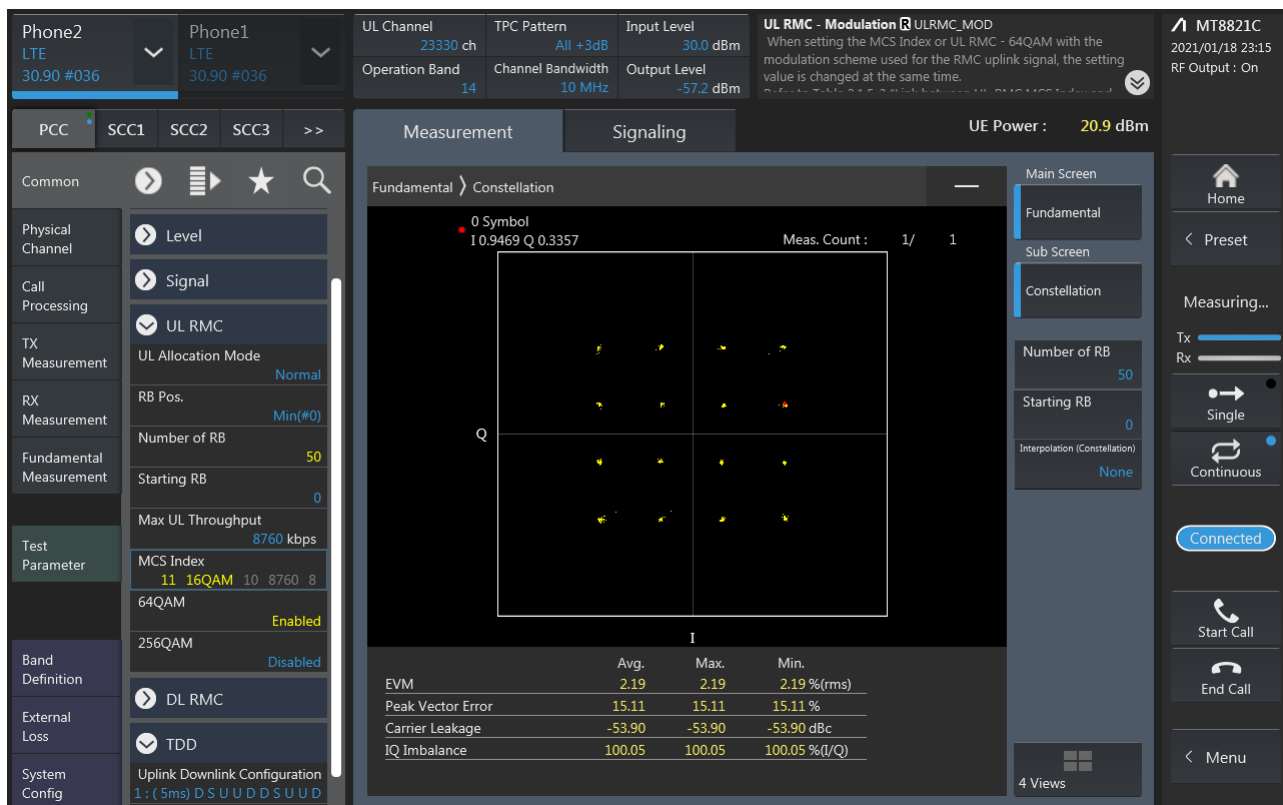 Phone2
LTE
30.90 #036
Phone1
LTE
30.90 #036
UL Channel
23330 ch
TPC Pattern
All +3dB
Input Level
30.0 dBm
Operation Band
14
Channel Bandwidth
10 MHz
Output Level
-57.2 dBm
UL RMC - Modulation R ULRMC_MOD
When setting the MCS Index or UL RMC - 64QAM with the
modulation scheme used for the RMC uplink signal, the setting
value is changed at the same time.
MT8821C
2021/01/18 23:15
RF Output : On
PCC SCC1 SCC2 SCC3 >>
Measurement
Signaling
UE Power : 20.9 dBm
Common
Physical
Channel
Call
Processing
TX
Measurement
RX
Measurement
Fundamental
Measurement
Test
Parameter
Band
Definition
External
Loss
System
Config
Level
Signal
UL RMC
UL Allocation Mode
Normal
RB Pos.
Min(#0)
Number of RB
50
Starting RB
0
Max UL Throughput
8760 kbps
MCS Index
11 16QAM 10 8760 8
64QAM
Enabled
256QAM
Disabled
DL RMC
TDD
Uplink Downlink Configuration
1 : ( 5ms) D S U U D D S U U D
Fundamental 〉 Constellation
0 Symbol
I 0.9469 Q 0.3357
Meas. Count : 1/ 1
Q
I
Avg. Max. Min.
EVM 2.19 2.19 2.19 %(rms)
Peak Vector Error 15.11 15.11 15.11 %
Carrier Leakage -53.90 -53.90 -53.90 dBc
IQ Imbalance 100.05 100.05 100.05 %(I/Q)
Main Screen
Fundamental
Sub Screen
Constellation
Number of RB
50
Starting RB
0
Interpolation (Constellation)
None
4 Views
Home
< Preset
Measuring...
Tx
Rx
Single
Continuous
Connected
Start Call
End Call
< Menu